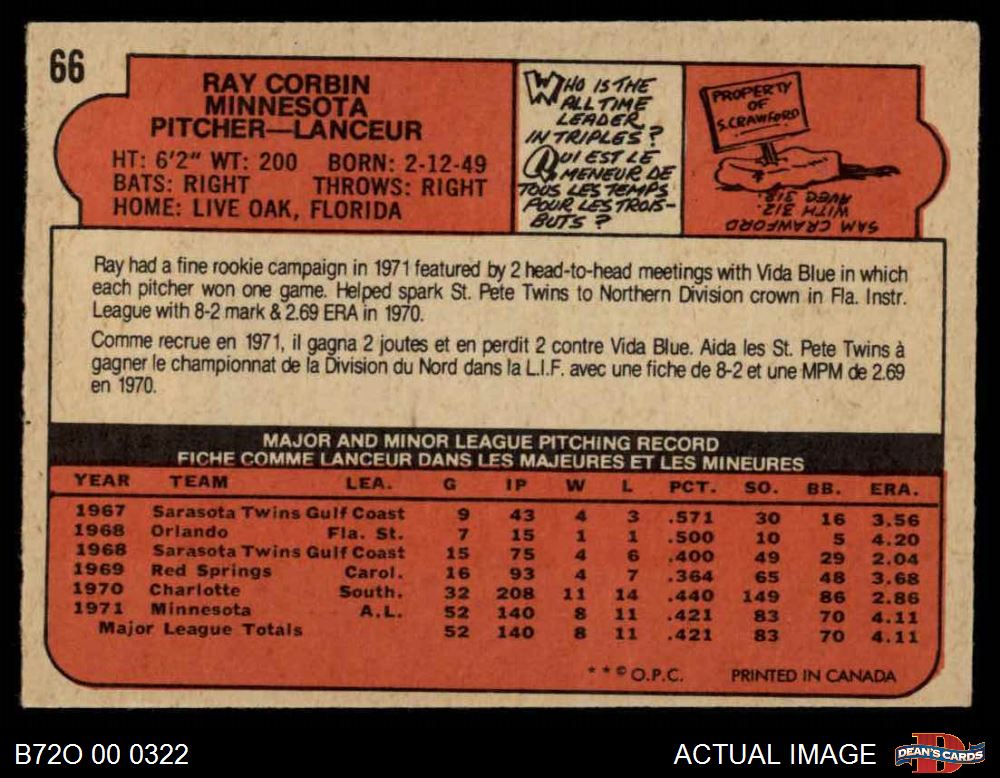 66
RAY CORBIN
MINNESOTA
PITCHER—LANCEUR
HT: 6'2" WT: 200 BORN: 2-12-49
BATS: RIGHT THROWS: RIGHT
HOME: LIVE OAK, FLORIDA
WHO IS THE
ALL TIME
LEADER
IN TRIPLES?
QUI EST LE
MENEUR DE
TOUS LES TEMPS
POUR LES TROIS-
BUTS?
PROPERTY
OF
S.CRAWFORD
SAM CRAWFORD
WITH 312.
AVEC 312.
Ray had a fine rookie campaign in 1971 featured by 2 head-to-head meetings with Vida Blue in which
each pitcher won one game. Helped spark St. Pete Twins to Northern Division crown in Fla. Instr.
League with 8-2 mark & 2.69 ERA in 1970.
Comme recrue en 1971, il gagna 2 joutes et en perdit 2 contre Vida Blue. Aida les St. Pete Twins à
gagner le championnat de la Division du Nord dans la L.I.F. avec une fiche de 8-2 et une MPM de 2.69
en 1970.
MAJOR AND MINOR LEAGUE PITCHING RECORD
FICHE COMME LANCEUR DANS LES MAJEURES ET LES MINEURES
YEAR TEAM LEA. G IP W L PCT. SO. BB. ERA.
1967 Sarasota Twins Gulf Coast 9 43 4 3 .571 30 16 3.56
1968 Orlando Fla. St. 7 15 1 1 .500 10 5 4.20
1968 Sarasota Twins Gulf Coast 15 75 4 6 .400 49 29 2.04
1969 Red Springs Carol. 16 93 4 7 .364 65 48 3.68
1970 Charlotte South. 32 208 11 14 .440 149 86 2.86
1971 Minnesota A.L. 52 140 8 11 .421 83 70 4.11
Major League Totals 52 140 8 11 .421 83 70 4.11
**© O.P.C. PRINTED IN CANADA
B72O 00 0322 ACTUAL IMAGE DEAN'S CARDS